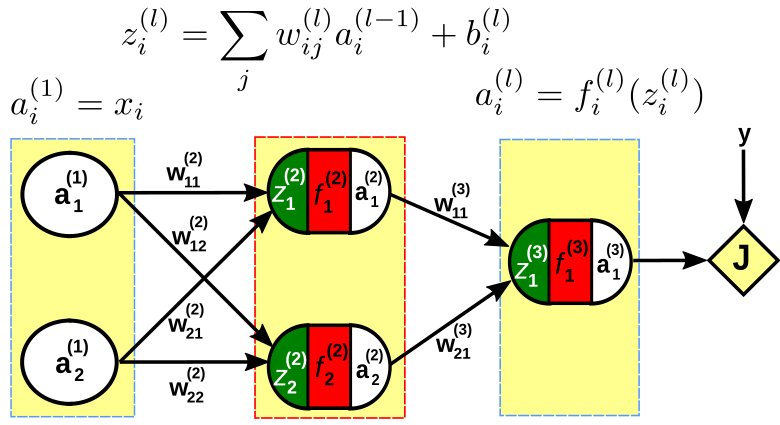 z_i^{(l)} = \sum_j w_{ij}^{(l)} a_i^{(l-1)} + b_i^{(l)}
a_i^{(1)} = x_i
a_i^{(l)} = f_i^{(l)}(z_i^{(l)})
y
w_{11}^{(2)}
a_1^{(1)}
z_1^{(2)} f_1^{(2)} a_1^{(2)}
w_{11}^{(3)}
w_{12}^{(2)}
z_1^{(3)} f_1^{(3)} a_1^{(3)}
J
w_{21}^{(2)}
w_{21}^{(3)}
a_2^{(1)}
z_2^{(2)} f_2^{(2)} a_2^{(2)}
w_{22}^{(2)}